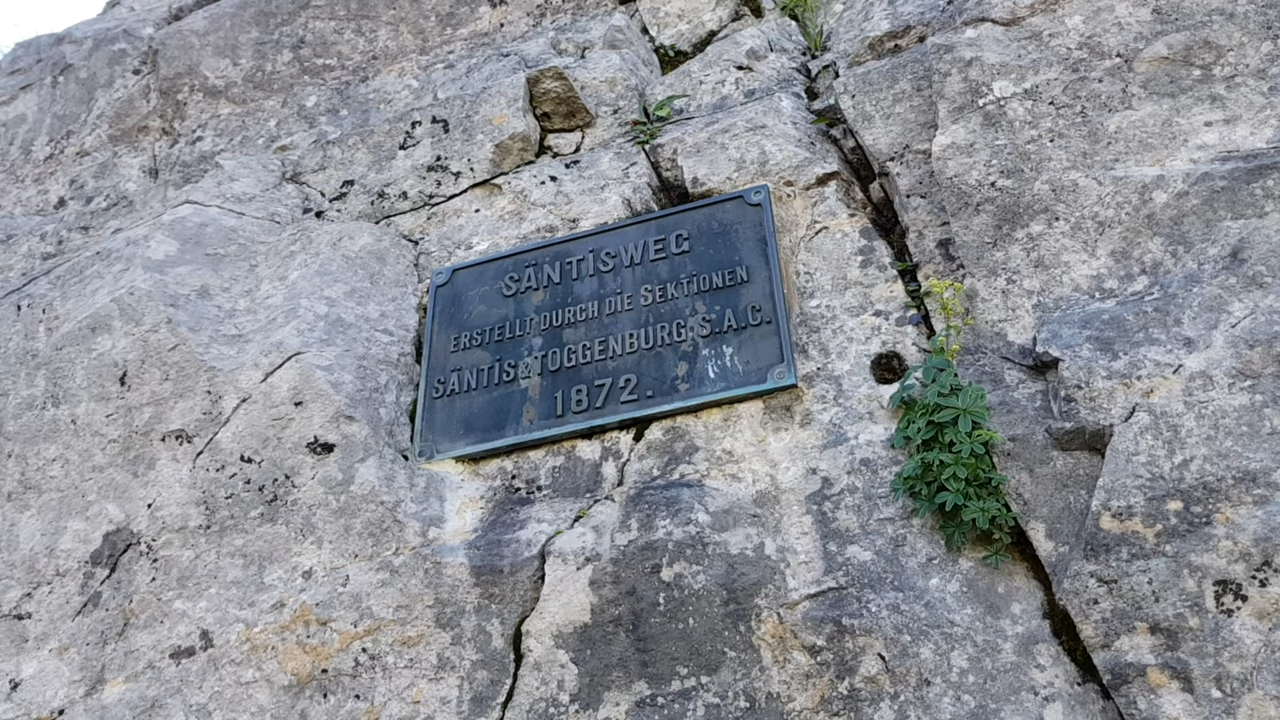 SÄNTISWEG
ERSTELLT DURCH DIE SEKTIONEN
SÄNTIS & TOGGENBURG S.A.C.
1872.